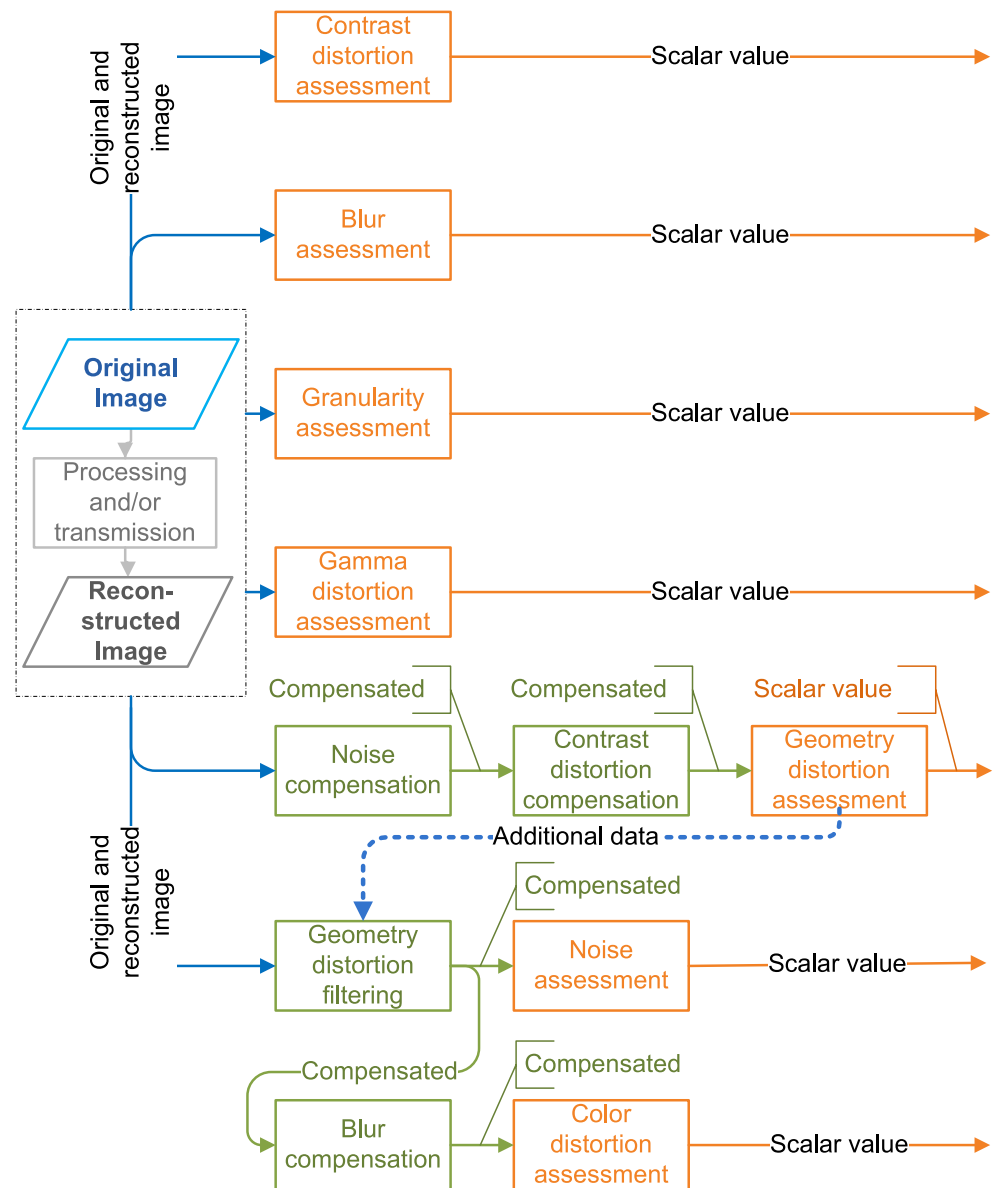 Original and
reconstructed
image
Contrast
distortion
assessment
Scalar value
Blur
assessment
Scalar value
Original
Image
Processing
and/or
transmission
Recon-
structed
Image
Granularity
assessment
Scalar value
Gamma
distortion
assessment
Scalar value
Compensated
Compensated
Scalar value
Noise
compensation
Contrast
distortion
compensation
Geometry
distortion
assessment
Additional data
Original and
reconstructed
image
Compensated
Geometry
distortion
filtering
Noise
assessment
Scalar value
Compensated
Compensated
Blur
compensation
Color
distortion
assessment
Scalar value